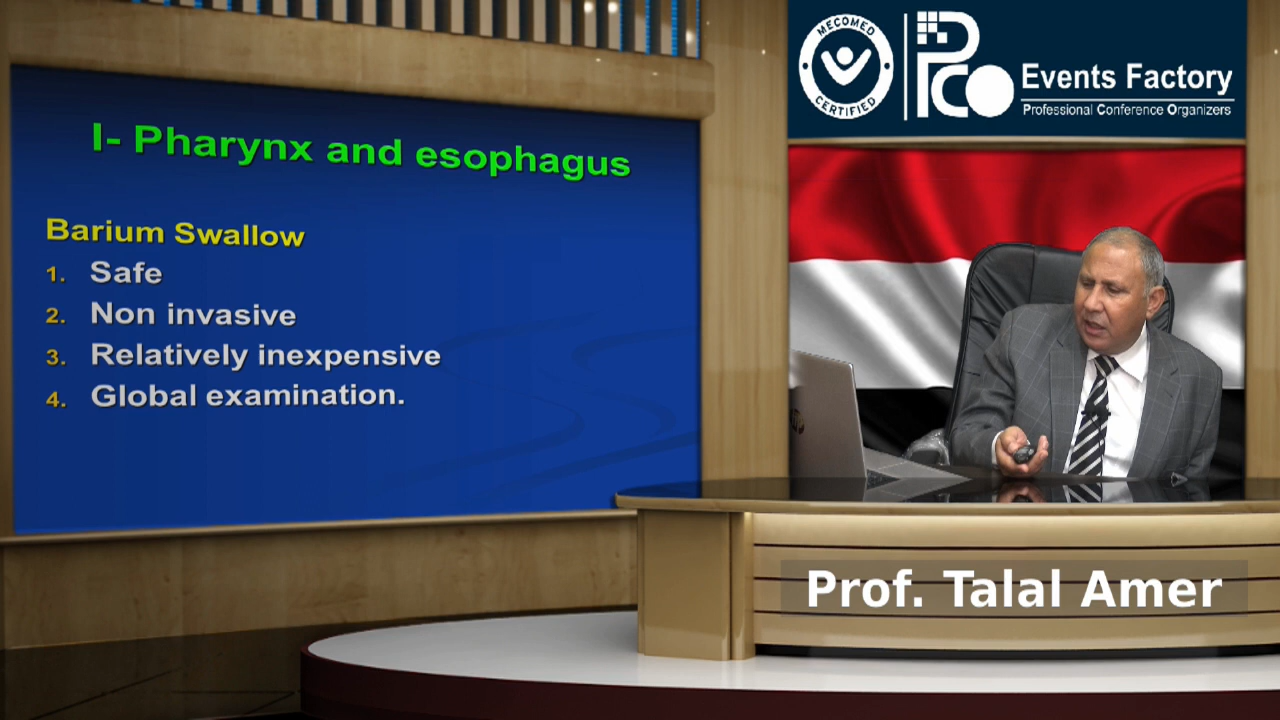 I- Pharynx and esophagus
Barium Swallow
1. Safe
2. Non invasive
3. Relatively inexpensive
4. Global examination.
MECOMED
CERTIFIED
PCO
Events Factory
Professional Conference Organizers
hp
Prof. Talal Amer